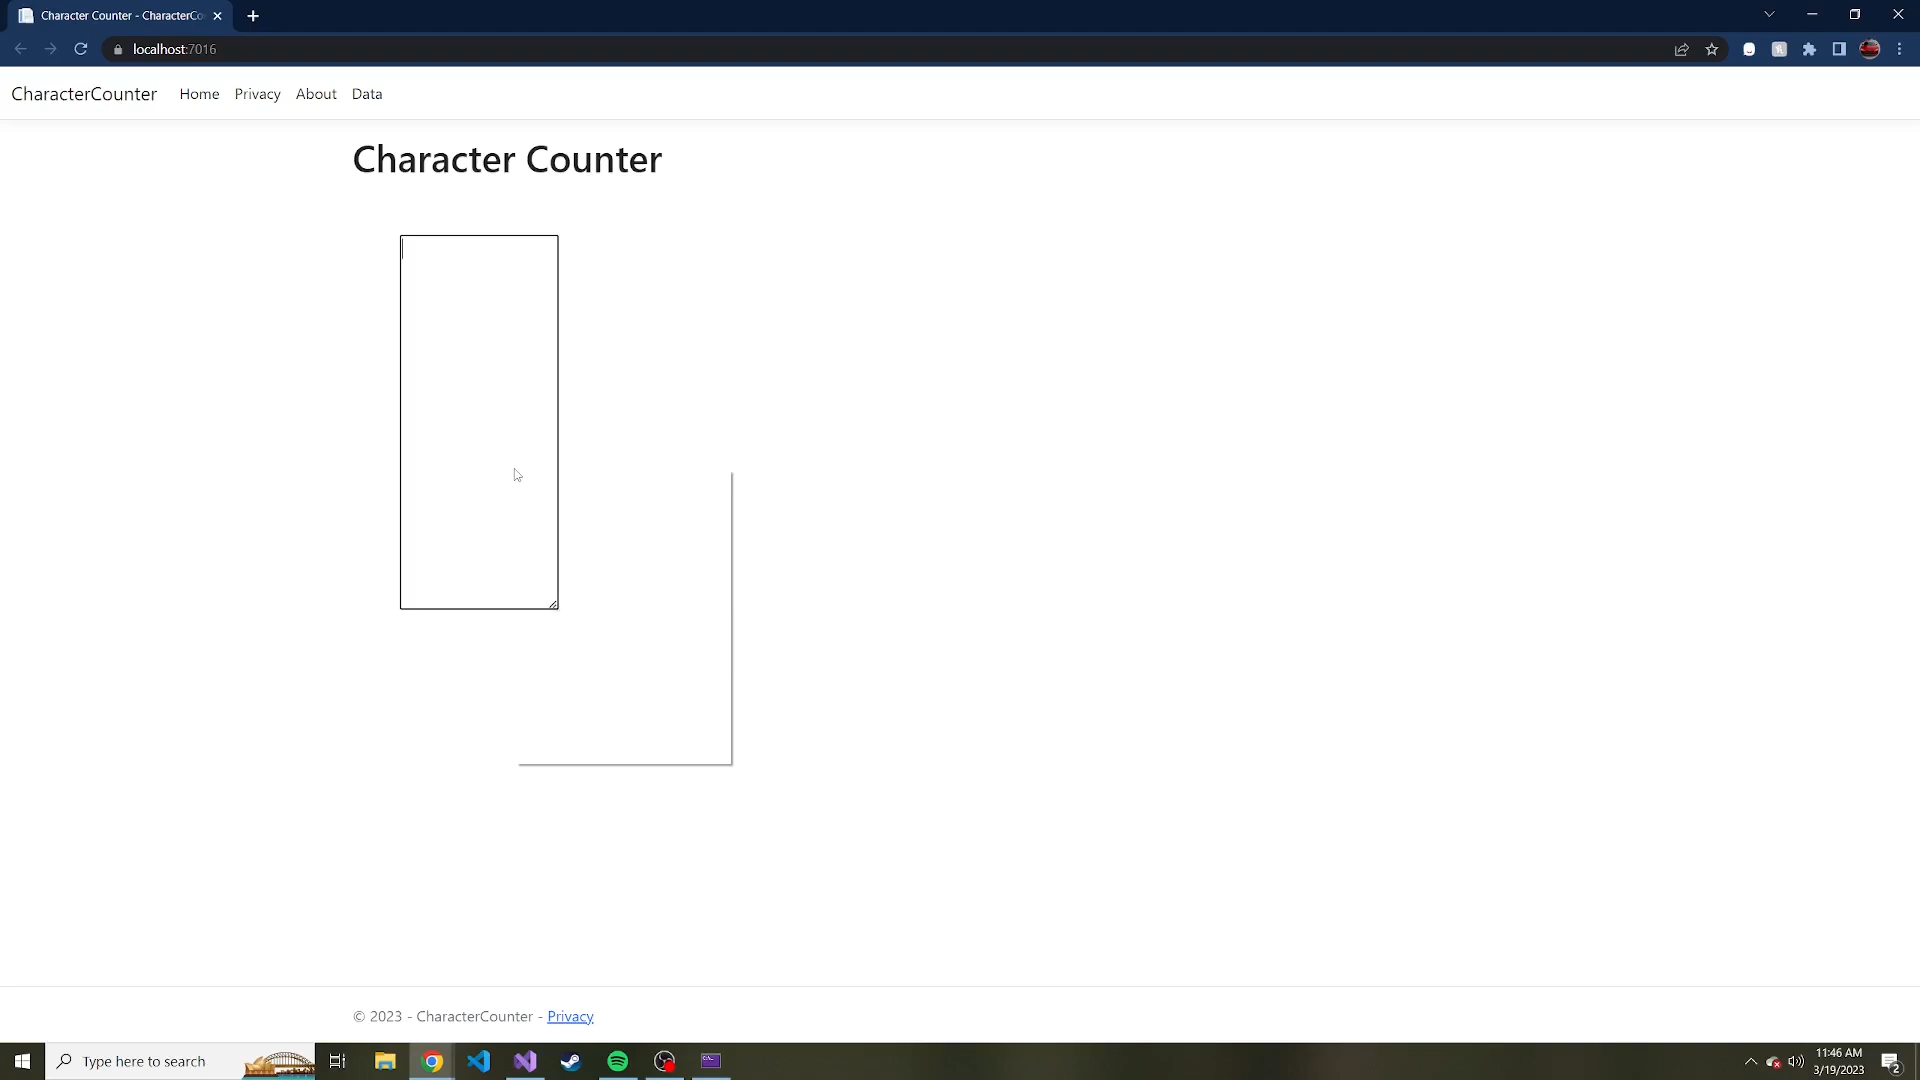 Character Counter - CharacterCo
localhost:7016
CharacterCounter Home Privacy About Data
Character Counter
© 2023 - CharacterCounter - Privacy
Type here to search
11:46 AM
3/19/2023
2